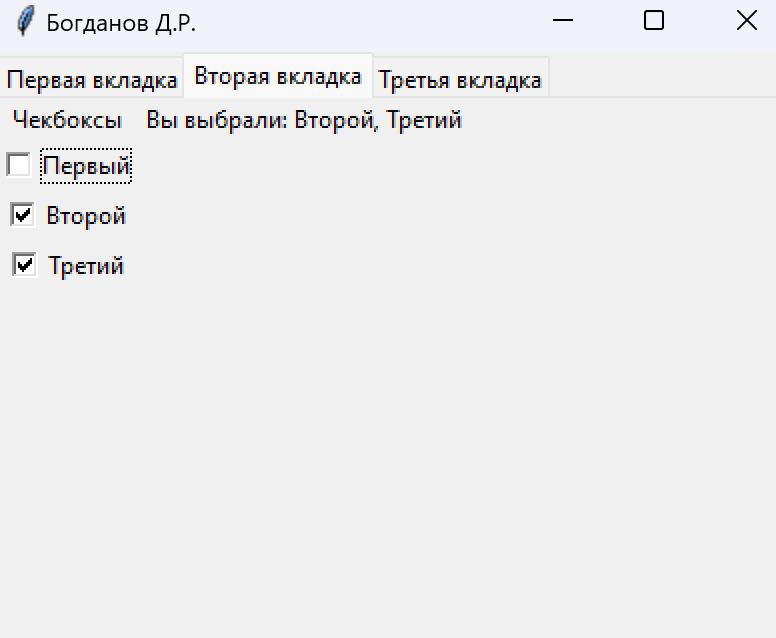 Богданов Д.Р.
Первая вкладка Вторая вкладка Третья вкладка
Чекбоксы Вы выбрали: Второй, Третий
Первый
Второй
Третий